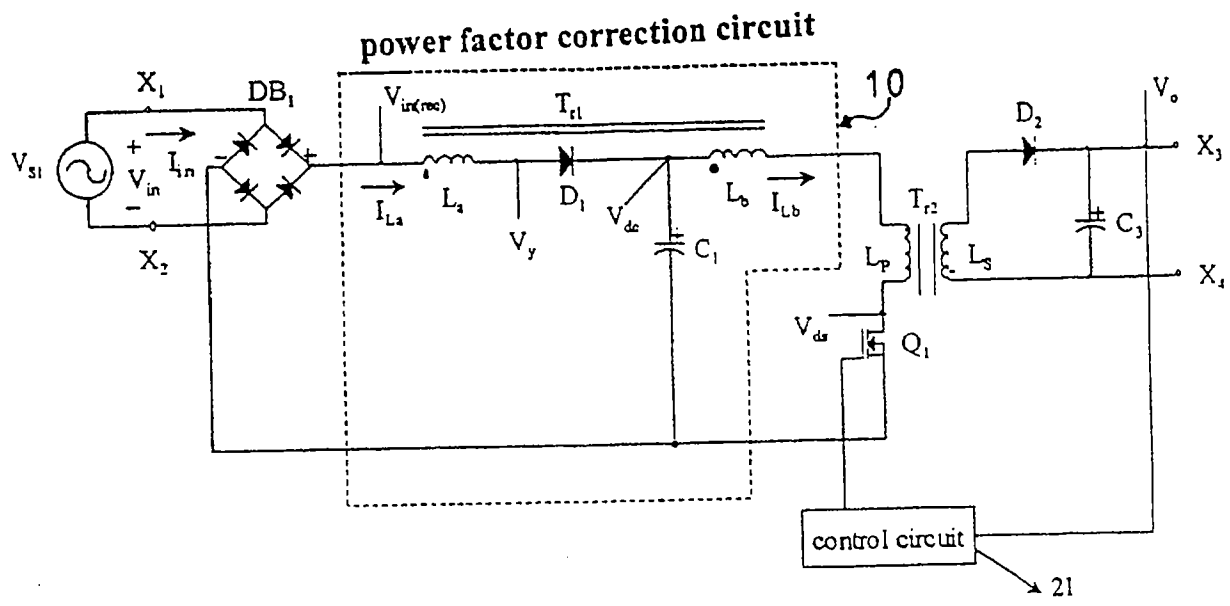 power factor correction circuit
10
X1
DB1
Vin(rec)
Tr1
Vo
D2
VS1
+
Vin
−
Iin
-
+
X3
ILa
La
D1
Lb
ILb
Tr2
+
C3
X2
Vy
Vdc
+
C1
LP
LS
X4
Vds
Q1
control circuit
21